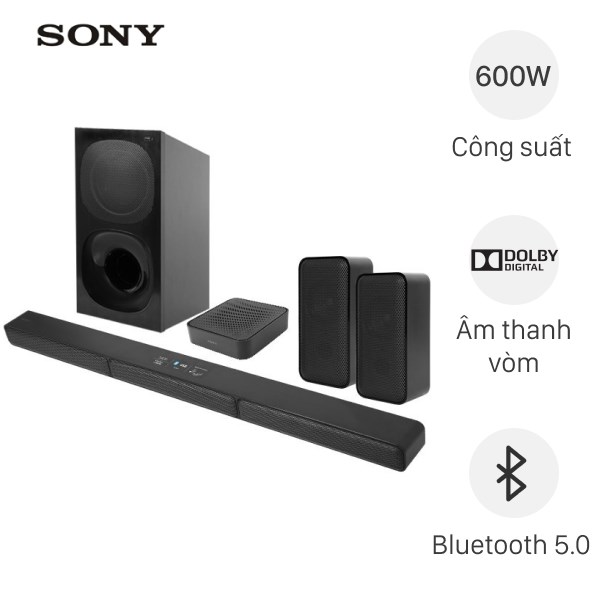 SONY
600W
Công suất
DOLBY
DIGITAL
Âm thanh
vòm
Bluetooth 5.0